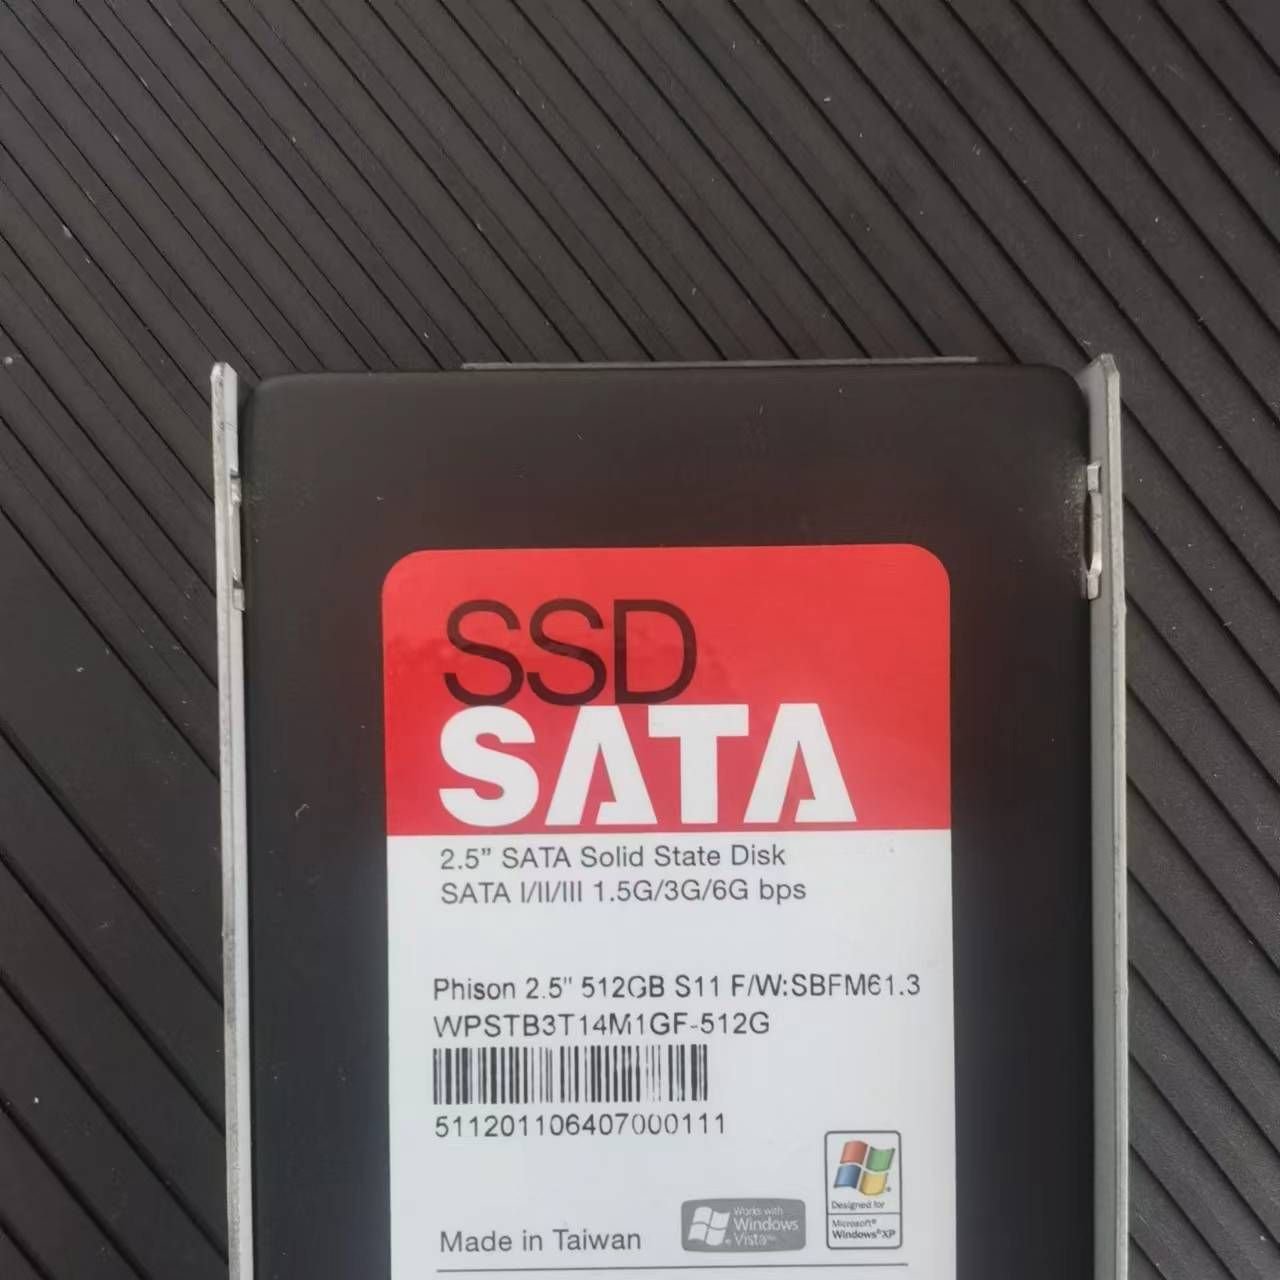 SSD
SATA
2.5” SATA Solid State Disk
SATA I/II/III 1.5G/3G/6G bps
Phison 2.5" 512GB S11 F/W:SBFM61.3
WPSTB3T14M1GF-512G
511201106407000111
Made in Taiwan
Works with
Windows
Vista™
Designed for
Microsoft®
Windows®XP